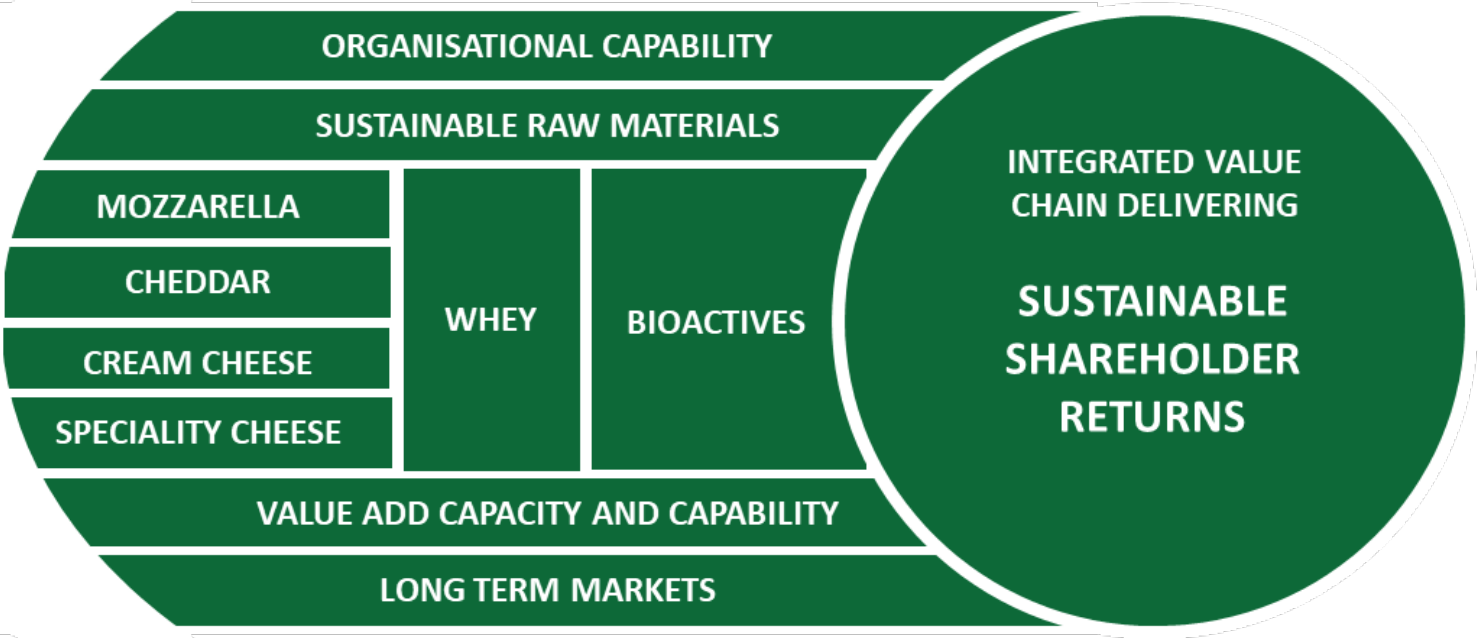 ORGANISATIONAL CAPABILITY
SUSTAINABLE RAW MATERIALS
MOZZARELLA
CHEDDAR
CREAM CHEESE
SPECIALITY CHEESE
WHEY
BIOACTIVES
VALUE ADD CAPACITY AND CAPABILITY
LONG TERM MARKETS
INTEGRATED VALUE
CHAIN DELIVERING
SUSTAINABLE
SHAREHOLDER
RETURNS